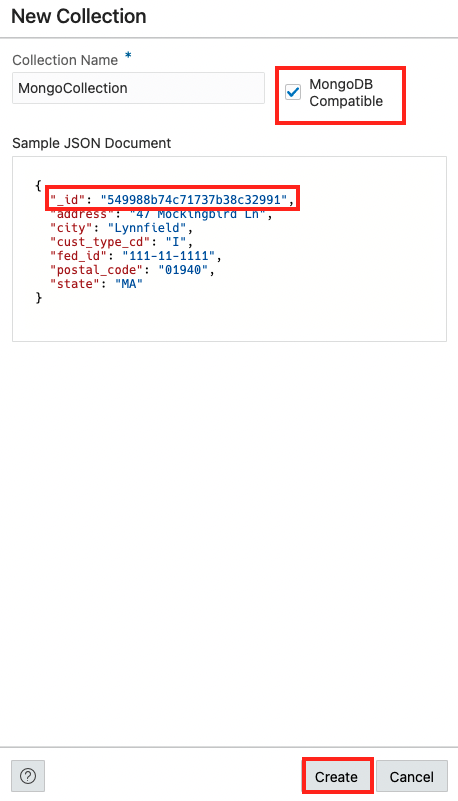 New Collection
Collection Name *
MongoCollection
MongoDB
Compatible
Sample JSON Document
{
"_id": "549988b74c71737b38c32991",
"address": "47 Mockingbird Ln",
"city": "Lynnfield",
"cust_type_cd": "I",
"fed_id": "111-11-1111",
"postal_code": "01940",
"state": "MA"
}
?
Create
Cancel